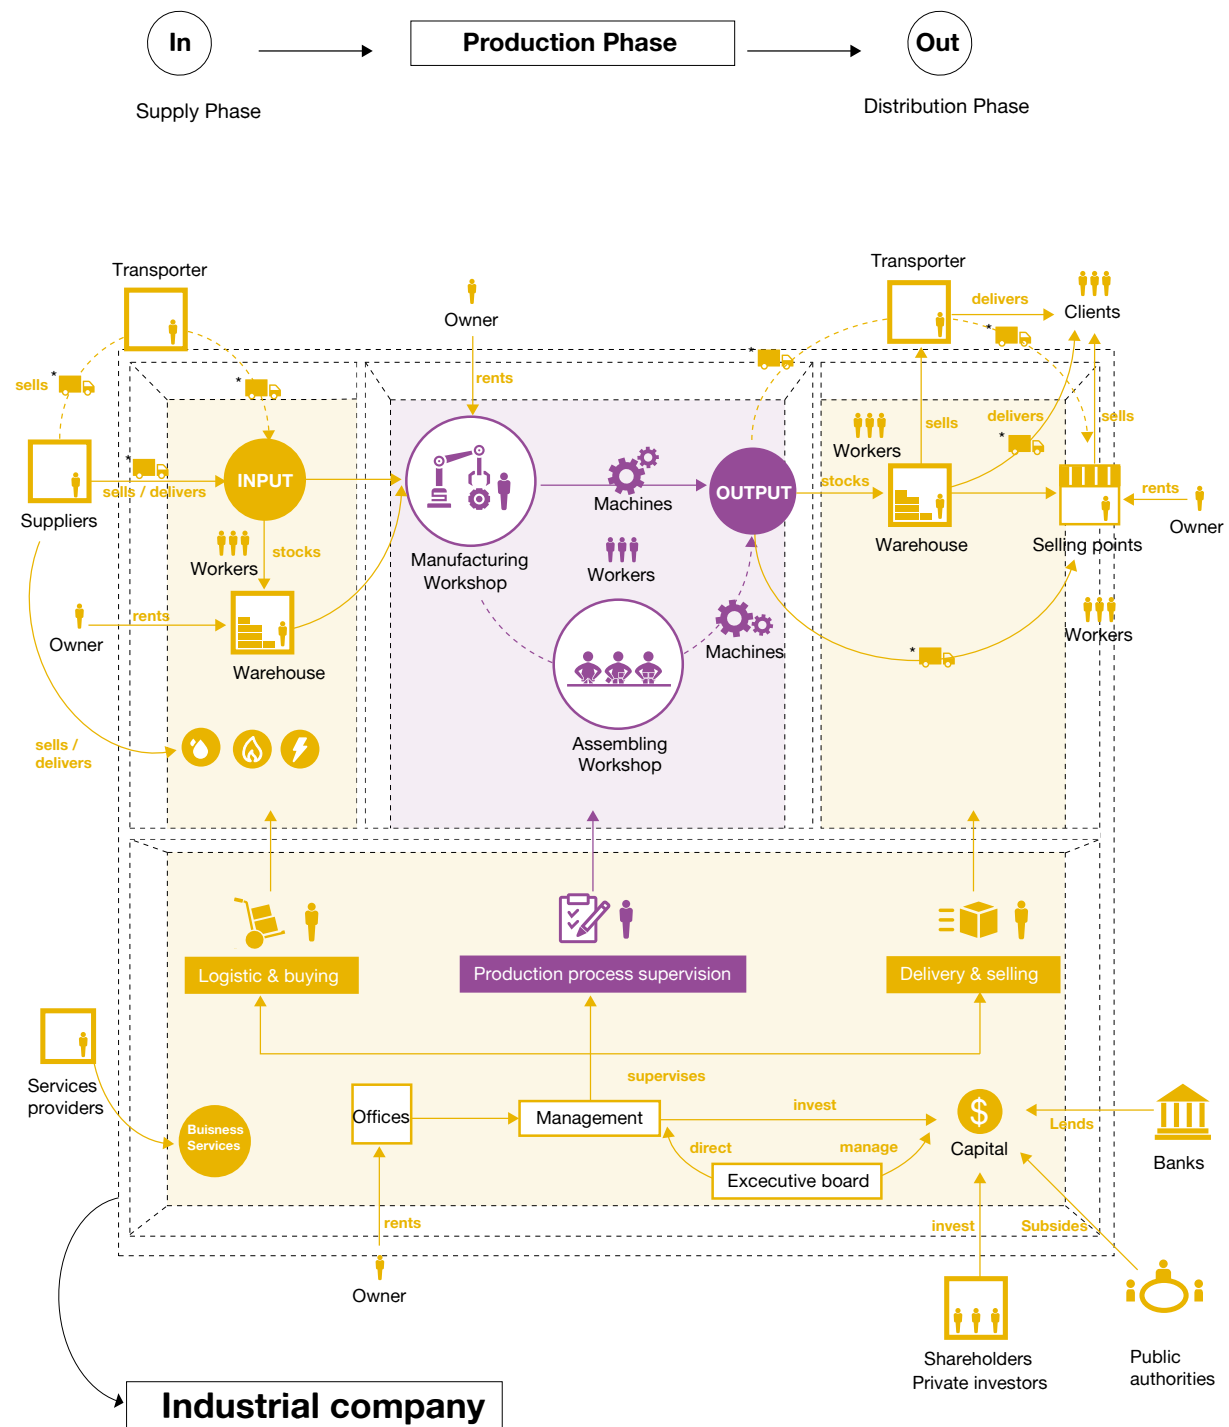 In
Production Phase
Out
Supply Phase
Distribution Phase
Transporter
Transporter
delivers
Clients
Owner
sells
*
*
rents
*
*
Workers
sells
delivers
*
sells
INPUT
*
sells / delivers
Suppliers
Machines
OUTPUT
stocks
Warehouse
Selling points
rents
Owner
Workers
stocks
Manufacturing
Workshop
Workers
Owner
rents
Warehouse
Machines
Workers
*
sells /
delivers
Assembling
Workshop
Logistic & buying
Production process supervision
Delivery & selling
Services
providers
supervises
Buisness
Services
Offices
Management
invest
$
Capital
Lends
Banks
direct
manage
Excecutive board
rents
Owner
invest
Subsides
Shareholders
Private investors
Public
authorities
Industrial company